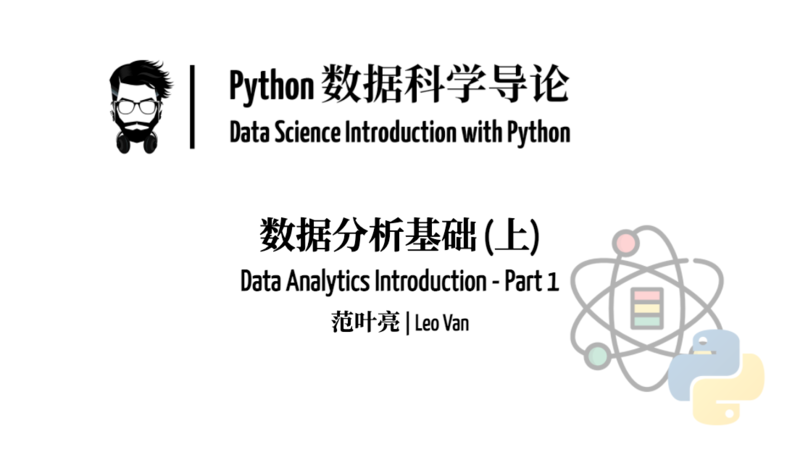 Python 数据科学导论
Data Science Introduction with Python
数据分析基础 (上)
Data Analytics Introduction - Part 1
范叶亮 | Leo Van